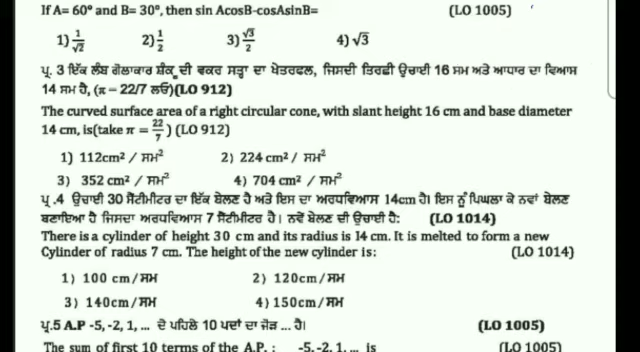 If A= 60° and B= 30°, then sin AcosB-cosAsinB= (LO 1005)
1) 1/√2 2) 1/2 3) √3/2 4) √3
ਪ੍ਰ. 3 ਇੱਕ ਲੰਬ ਗੋਲਾਕਾਰ ਸ਼ੰਕੂ ਦੀ ਵਕਰ ਸਤ੍ਹਾ ਦਾ ਖੇਤਰਫਲ, ਜਿਸਦੀ ਤਿਰਛੀ ਉਚਾਈ 16 ਸਮ ਅਤੇ ਆਧਾਰ ਦਾ ਵਿਆਸ
14 ਸਮ ਹੈ, (π = 22/7 ਲਓ)(LO 912)
The curved surface area of a right circular cone, with slant height 16 cm and base diameter
14 cm, is(take π = 22/7) (LO 912)
1) 112cm² / ਸਮ² 2) 224 cm² / ਸਮ²
3) 352 cm² / ਸਮ² 4) 704 cm² / ਸਮ²
ਪ੍ਰ .4 ਉਚਾਈ 30 ਸੈਂਟੀਮੀਟਰ ਦਾ ਇੱਕ ਬੇਲਣ ਹੈ ਅਤੇ ਇਸ ਦਾ ਅਰਧਵਿਆਸ 14cm ਹੈ। ਇਸ ਨੂੰ ਪਿਘਲਾ ਕੇ ਨਵਾਂ ਬੇਲਣ
ਬਣਾਇਆ ਹੈ ਜਿਸਦਾ ਅਰਧਵਿਆਸ 7 ਸੈਟੀਮੀਟਰ ਹੈ। ਨਵੇਂ ਬੇਲਣ ਦੀ ਉਚਾਈ ਹੈ: (LO 1014)
There is a cylinder of height 30 cm and its radius is 14 cm. It is melted to form a new
Cylinder of radius 7 cm. The height of the new cylinder is: (LO 1014)
1) 100 cm/ਸਮ 2) 120cm/ਸਮ
3) 140cm/ਸਮ 4) 150cm/ਸਮ
ਪ੍ਰ.5 A.P -5, -2, 1, ... ਦੇ ਪਹਿਲੇ 10 ਪਦਾਂ ਦਾ ਜੋੜ ... ਹੈ। (LO 1005)
The sum of first 10 terms of the A.P. : -5, -2, 1, ... is (LO 1005)